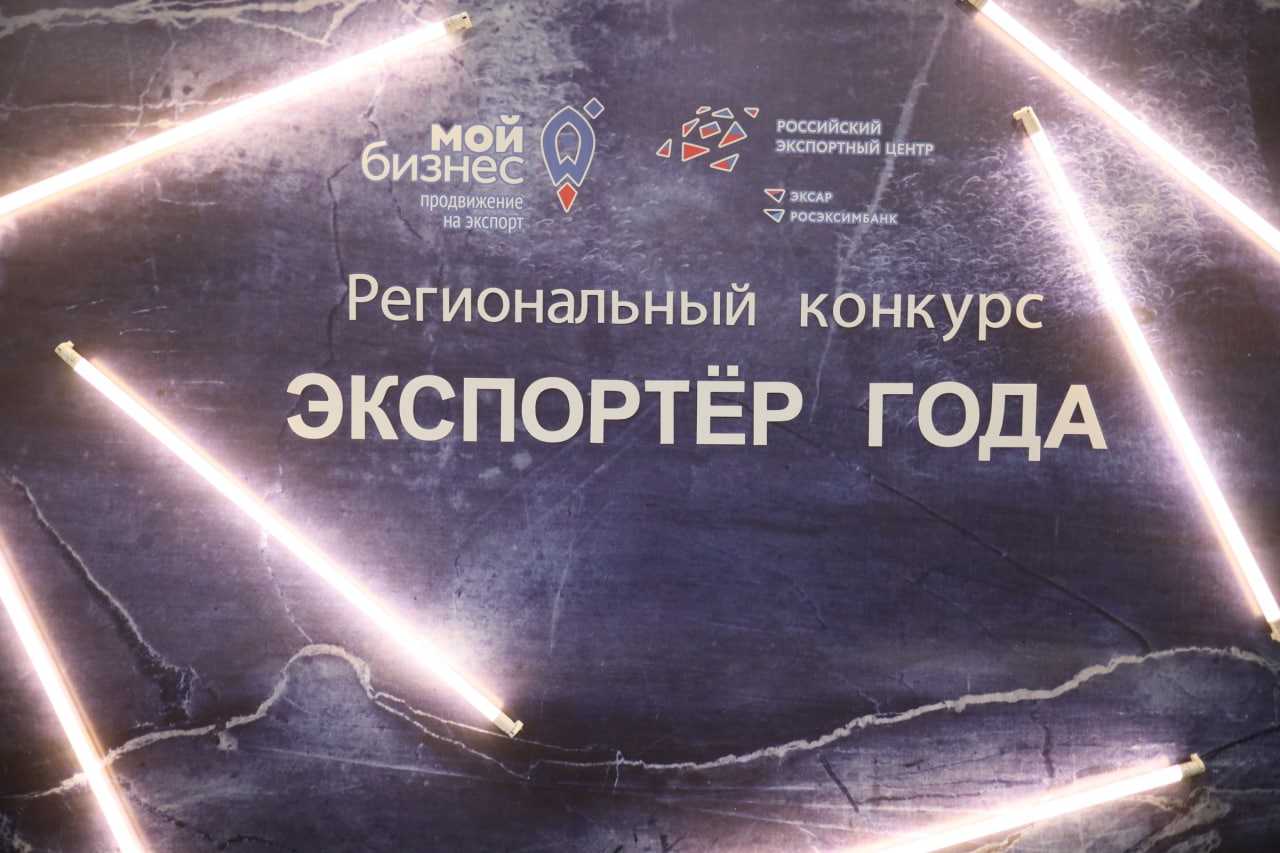 мой
бизнес
продвижение
на экспорт
РОССИЙСКИЙ
ЭКСПОРТНЫЙ ЦЕНТР
ЭКСАР
РОСЭКСИМБАНК
Региональный конкурс
ЭКСПОРТЁР ГОДА